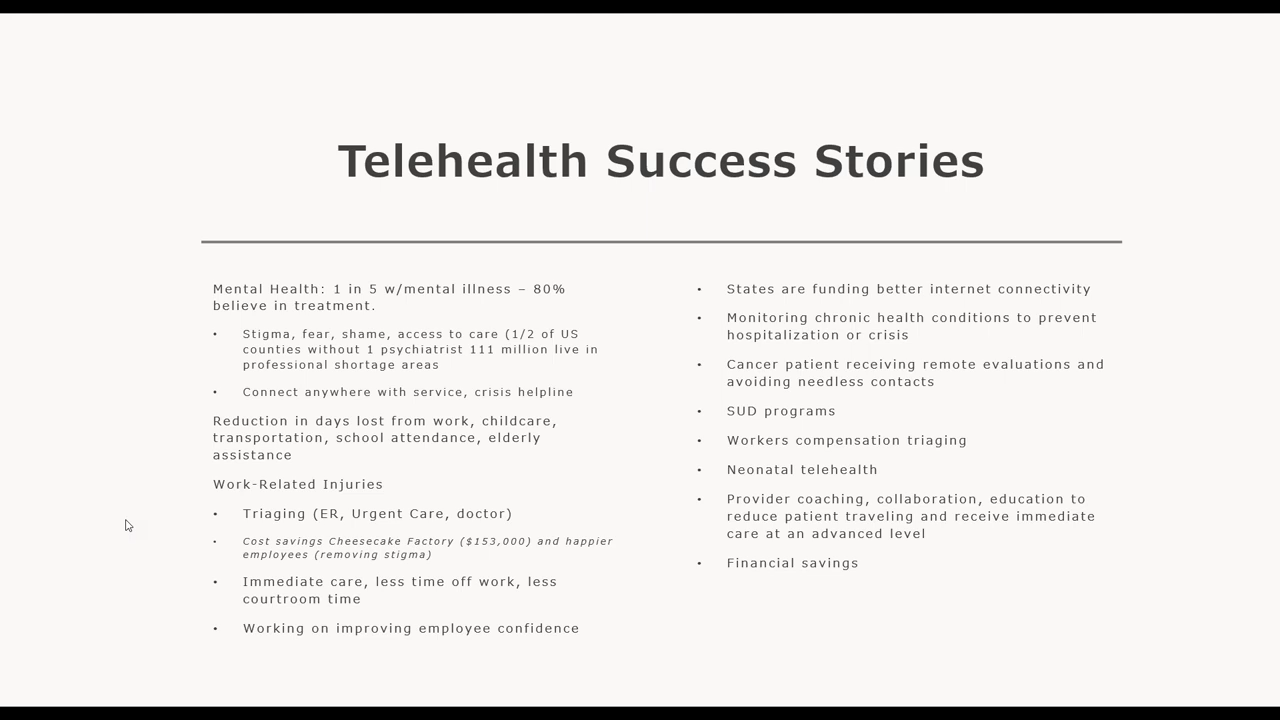 Telehealth Success Stories
Mental Health: 1 in 5 w/mental illness – 80%
believe in treatment.
• Stigma, fear, shame, access to care (1/2 of US
counties without 1 psychiatrist 111 million live in
professional shortage areas
• Connect anywhere with service, crisis helpline
Reduction in days lost from work, childcare,
transportation, school attendance, elderly
assistance
Work-Related Injuries
• Triaging (ER, Urgent Care, doctor)
• Cost savings Cheesecake Factory ($153,000) and happier
employees (removing stigma)
• Immediate care, less time off work, less
courtroom time
• Working on improving employee confidence
• States are funding better internet connectivity
• Monitoring chronic health conditions to prevent
hospitalization or crisis
• Cancer patient receiving remote evaluations and
avoiding needless contacts
• SUD programs
• Workers compensation triaging
• Neonatal telehealth
• Provider coaching, collaboration, education to
reduce patient traveling and receive immediate
care at an advanced level
• Financial savings